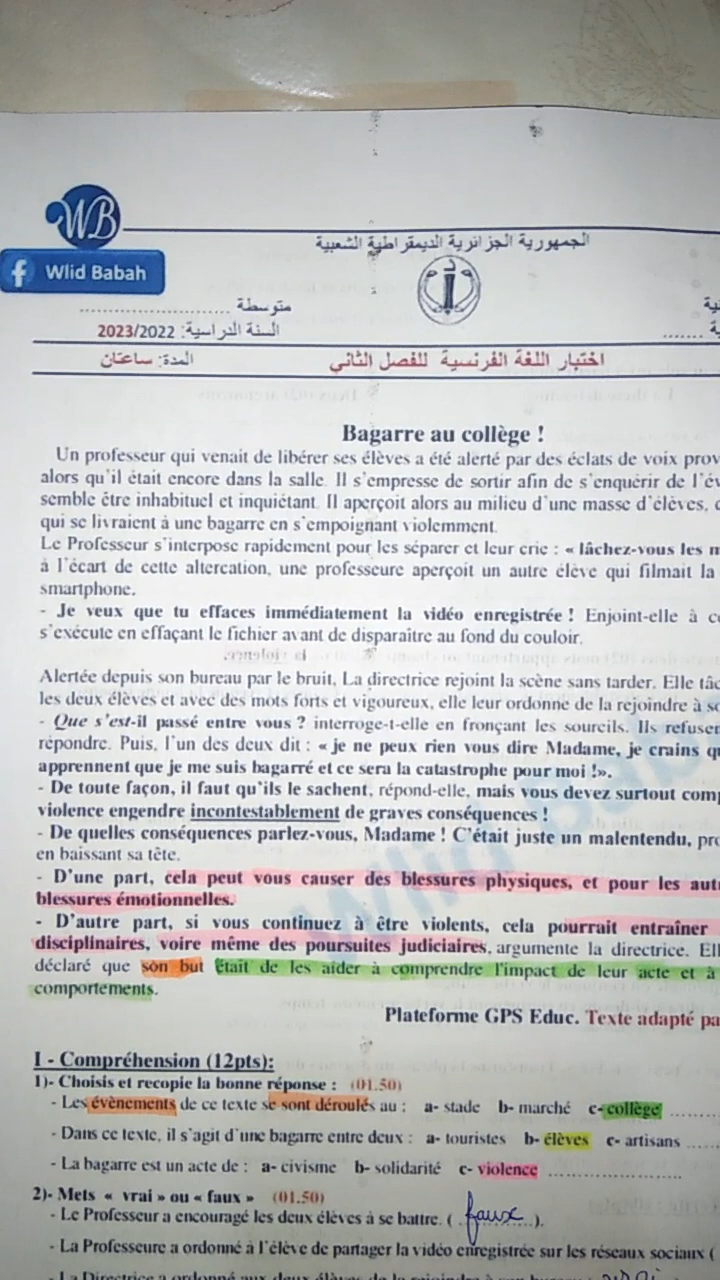 WB
Wlid Babah
الجمهورية الجزائرية الديمقراطية الشعبية
متوسطة ..............................
السنة الدراسية: 2023/2022
اختبار اللغة الفرنسية للفصل الثاني المدة: ساعتان
Bagarre au collège !
Un professeur qui venait de libérer ses élèves a été alerté par des éclats de voix
alors qu'il était encore dans la salle. Il s'empresse de sortir afin de s'enquérir de
semble être inhabituel et inquiétant. Il aperçoit alors au milieu d'une masse d'élèves,
qui se livraient à une bagarre en s'empoignant violemment.
Le Professeur s'interpose rapidement pour les séparer et leur crie : « lâchez-vous les
à l'écart de cette altercation, une professeure aperçoit un autre élève qui filmait la
smartphone.
- Je veux que tu effaces immédiatement la vidéo enregistrée ! Enjoint-elle à
s'exécute en effaçant le fichier avant de disparaître au fond du couloir.
Alertée depuis son bureau par le bruit, La directrice rejoint la scène sans tarder. Elle
les deux élèves et avec des mots forts et vigoureux, elle leur ordonne de la rejoindre à
- Que s'est-il passé entre vous ? interroge-t-elle en fronçant les sourcils. Ils
répondre. Puis, l'un des deux dit : « je ne peux rien vous dire Madame, je crains
apprennent que je me suis bagarré et ce sera la catastrophe pour moi !».
- De toute façon, il faut qu'ils le sachent, répond-elle, mais vous devez surtout
violence engendre incontestablement de graves conséquences !
- De quelles conséquences parlez-vous, Madame ! C'était juste un malentendu,
en baissant sa tête.
- D'une part, cela peut vous causer des blessures physiques, et pour les
blessures émotionnelles.
- D'autre part, si vous continuez à être violents, cela pourrait entraîner
disciplinaires, voire même des poursuites judiciaires, argumente la directrice.
déclaré que son but était de les aider à comprendre l'impact de leur acte et à
comportements.
Plateforme GPS Educ. Texte adapté
I - Compréhension (12pts):
1)- Choisis et recopie la bonne réponse : (01.50)
- Les évènements de ce texte se sont déroulés au : a- stade b- marché c- collège ........
- Dans ce texte, il s'agit d'une bagarre entre deux : a- touristes b- élèves c- artisans .....
- La bagarre est un acte de : a- civisme b- solidarité c- violence ....................
2)- Mets « vrai » ou « faux » (01.50)
- Le Professeur a encouragé les deux élèves à se battre. ( faux ).
- La Professeure a ordonné à l'élève de partager la vidéo enregistrée sur les réseaux sociaux (